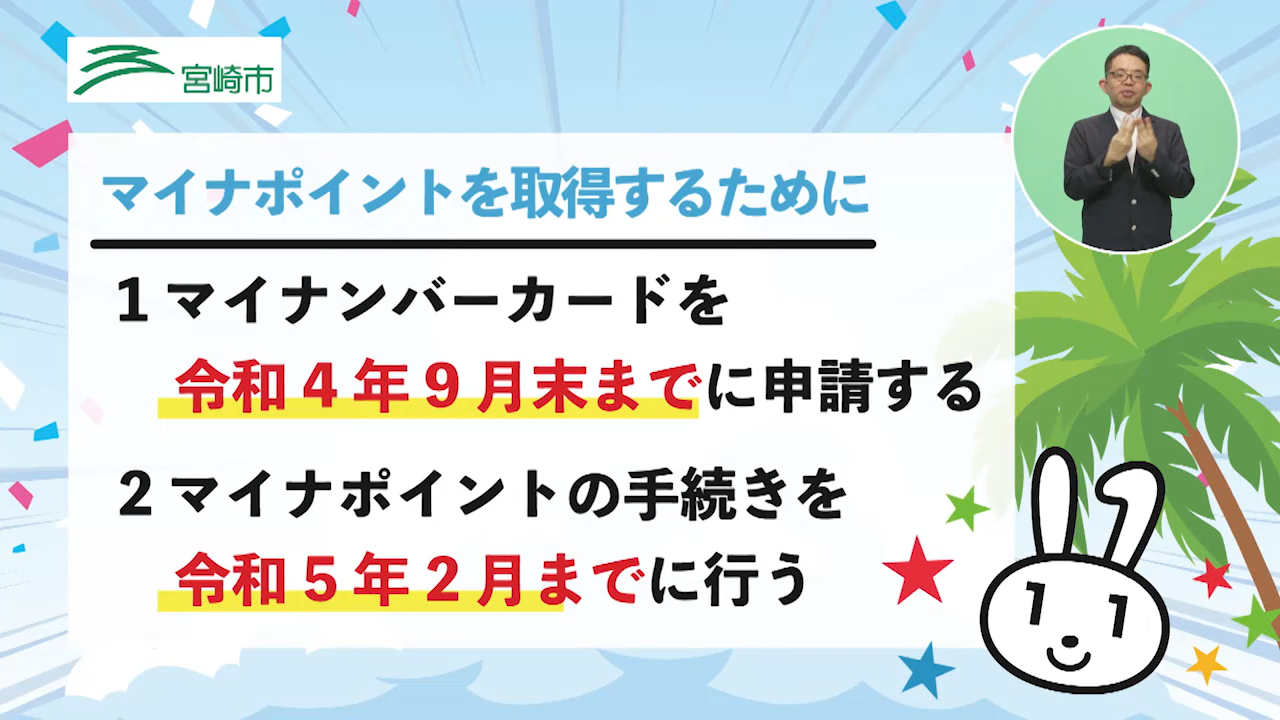 宮崎市
マイナポイントを取得するために
1 マイナンバーカードを
令和4年9月末までに申請する
2 マイナポイントの手続きを
令和5年2月までに行う
1 1